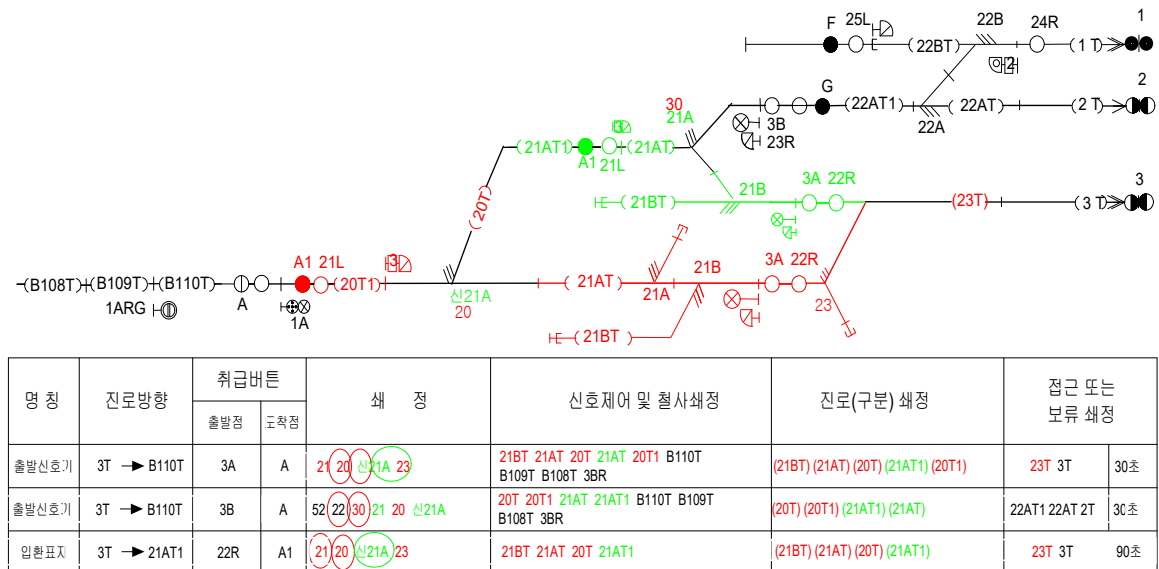 1
F 25L 22B 24R
(22BT) (1T)
2
2
G
30
21A (22AT1) (22AT) (2T)
3 3B 22A
(21AT1) (21AT) 23R
A1 21L
21B 3A 22R 3
(20T) (21BT) (23T) (3T)
A1 21L 3 21B 3A 22R
(B108T) (B109T) (B110T) (20T1) (21AT)
1ARG A 신21A 21A 23
1A 20
(21BT)
명 칭 진로방향 취급버튼 쇄 정 신호제어 및 철사쇄정 진로(구분) 쇄정 접근 또는
보류 쇄정
출발점 도착점
출발신호기 3T → B110T 3A A 21 20 신21A 23 21BT 21AT 20T 21AT 20T1 B110T
B109T B108T 3BR (21BT) (21AT) (20T) (21AT1) (20T1) 23T 3T 30초
출발신호기 3T → B110T 3B A 52 22 30 21 20 신21A 20T 20T1 21AT 21AT1 B110T B109T
B108T 3BR (20T) (20T1) (21AT1) (21AT) 22AT1 22AT 2T 30초
입환표지 3T → 21AT1 22R A1 21 20 신21A 23 21BT 21AT 20T 21AT1 (21BT) (21AT) (20T) (21AT1) 23T 3T 90초